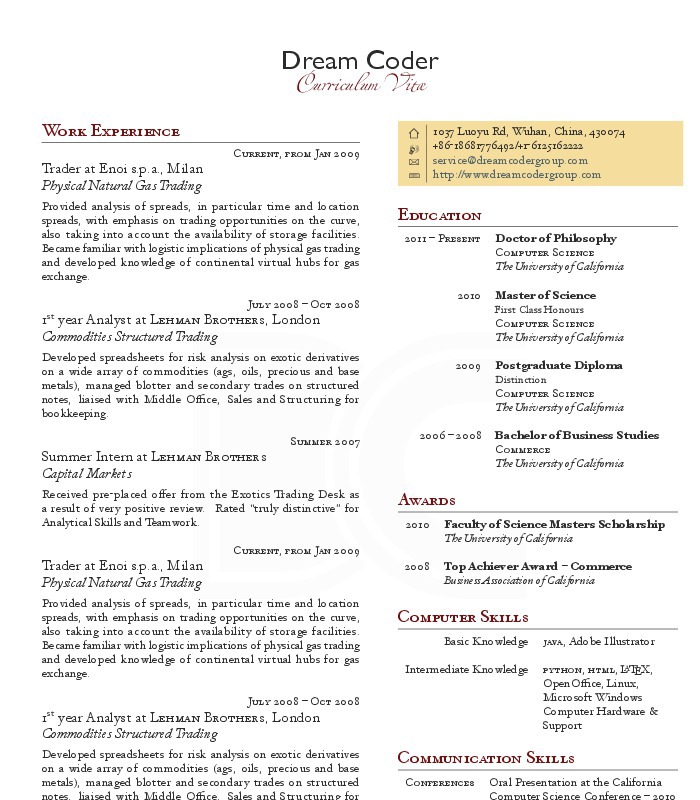 Dream Coder
Curriculum Vitæ
Work Experience
Current, from Jan 2009
Trader at Enoi s.p.a., Milan
Physical Natural Gas Trading
Provided analysis of spreads, in particular time and location
spreads, with emphasis on trading opportunities on the curve,
also taking into account the availability of storage facilities.
Became familiar with logistic implications of physical gas trading
and developed knowledge of continental virtual hubs for gas
exchange.
July 2008 – Oct 2008
1st year Analyst at Lehman Brothers, London
Commodities Structured Trading
Developed spreadsheets for risk analysis on exotic derivatives
on a wide array of commodities (ags, oils, precious and base
metals), managed blotter and secondary trades on structured
notes, liaised with Middle Office, Sales and Structuring for
bookkeeping.
Summer 2007
Summer Intern at Lehman Brothers
Capital Markets
Received pre-placed offer from the Exotics Trading Desk as
a result of very positive review. Rated "truly distinctive" for
Analytical Skills and Teamwork.
Current, from Jan 2009
Trader at Enoi s.p.a., Milan
Physical Natural Gas Trading
Provided analysis of spreads, in particular time and location
spreads, with emphasis on trading opportunities on the curve,
also taking into account the availability of storage facilities.
Became familiar with logistic implications of physical gas trading
and developed knowledge of continental virtual hubs for gas
exchange.
July 2008 – Oct 2008
1st year Analyst at Lehman Brothers, London
Commodities Structured Trading
Developed spreadsheets for risk analysis on exotic derivatives
on a wide array of commodities (ags, oils, precious and base
metals), managed blotter and secondary trades on structured
notes, liaised with Middle Office, Sales and Structuring for
1037 Luoyu Rd, Wuhan, China, 430074
+86-18681776492/+1-6125162222
service@dreamcodergroup.com
http://www.dreamcodergroup.com
Education
2011 – Present Doctor of Philosophy
Computer Science
The University of California
2010 Master of Science
First Class Honours
Computer Science
The University of California
2009 Postgraduate Diploma
Distinction
Computer Science
The University of California
2006 – 2008 Bachelor of Business Studies
Commerce
The University of California
Awards
2010 Faculty of Science Masters Scholarship
The University of California
2008 Top Achiever Award – Commerce
Business Association of California
Computer Skills
Basic Knowledge java, Adobe Illustrator
Intermediate Knowledge python, html, LaTeX,
OpenOffice, Linux,
Microsoft Windows
Computer Hardware &
Support
Communication Skills
Conferences Oral Presentation at the California
Computer Science Conference – 2010